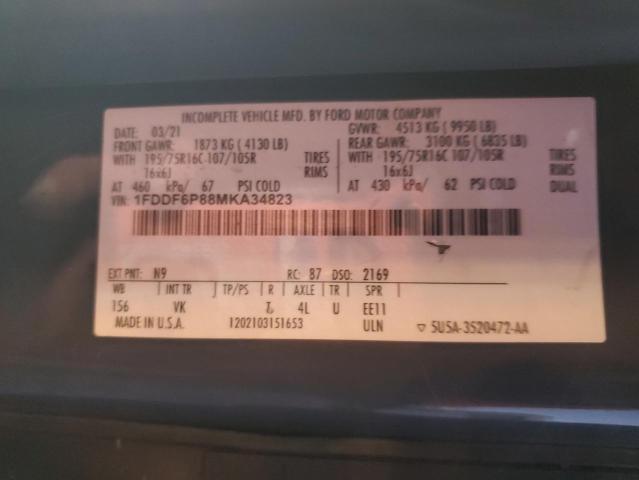 INCOMPLETE VEHICLE MFD. BY FORD MOTOR COMPANY
DATE: 03/21 GVWR: 4513 KG ( 9950 LB)
FRONT GAWR: 1873 KG ( 4130 LB) REAR GAWR: 3100 KG ( 6835 LB)
WITH 195/75R16C 107/105R TIRES WITH 195/75R16C 107/105R TIRES
16x6J RIMS 16x6J RIMS
AT 460 kPa/ 67 PSI COLD AT 430 kPa/ 62 PSI COLD DUAL
VIN: 1FDDF6P88MKA34823
EXT PNT: N9 RC: 87 DSO: 2169
WB INT TR TP/PS R AXLE TR SPR
156 VK 7 4L U EE11
MADE IN U.S.A. 1202103151653 ULN ▽ 5U5A-3520472-AA